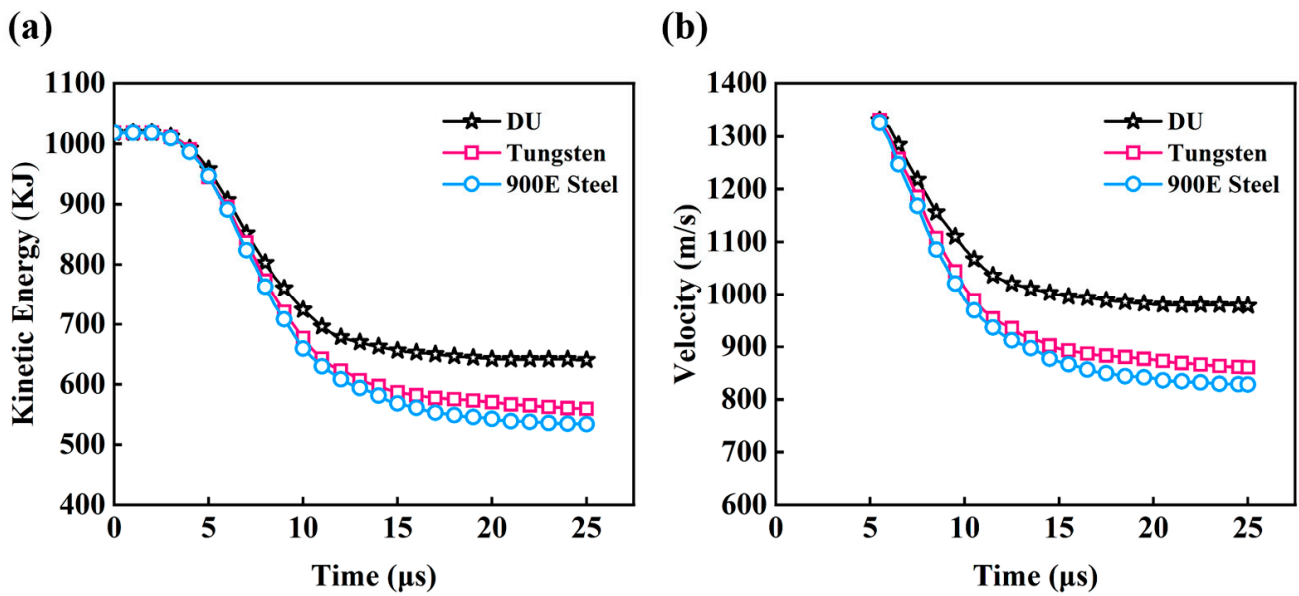 (a)
1100
1000
900
800
700
600
500
400
0 5 10 15 20 25
Kinetic Energy (KJ)
Time (μs)
DU
Tungsten
900E Steel
(b)
1400
1300
1200
1100
1000
900
800
700
600
0 5 10 15 20 25
Velocity (m/s)
Time (μs)
DU
Tungsten
900E Steel